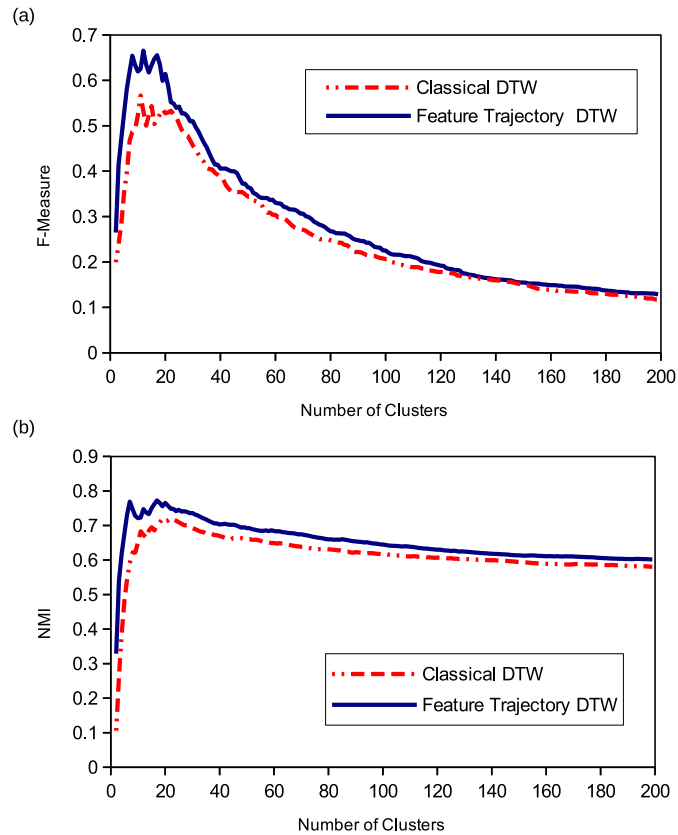 (a)
0.7
0.6
0.5
0.4
0.3
0.2
0.1
0
F-Measure
Classical DTW
Feature Trajectory DTW
0 20 40 60 80 100 120 140 160 180 200
Number of Clusters
(b)
0.9
0.8
0.7
0.6
0.5
0.4
0.3
0.2
0.1
0
NMI
Classical DTW
Feature Trajectory DTW
0 20 40 60 80 100 120 140 160 180 200
Number of Clusters